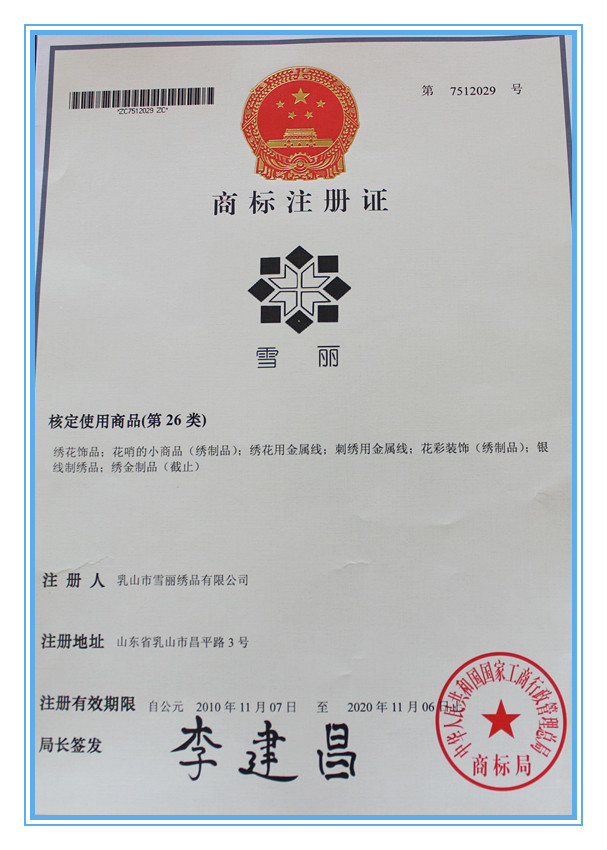 第 7512029 号
*ZC7512029 ZC*
商标注册证
雪 丽
核定使用商品(第 26 类)
绣花饰品；花哨的小商品（绣制品）；绣花用金属线；刺绣用金属线；花彩装饰（绣制品）；银
线制绣品；绣金制品（截止）
注 册 人 乳山市雪丽绣品有限公司
注册地址 山东省乳山市昌平路 3 号
注册有效期限 自公元 2010 年 11 月 07 日 至 2020 年 11 月 06 日止
局长签发 李建昌
中华人民共和国国家工商行政管理总局
商标局